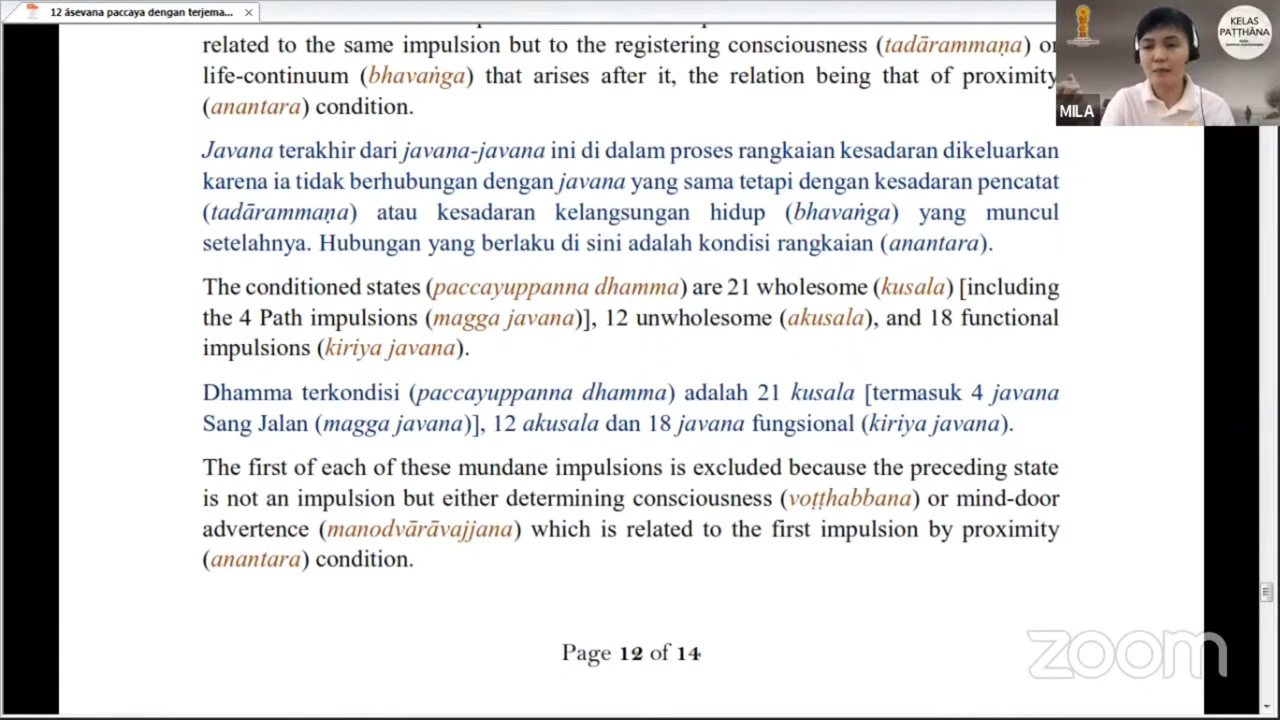 12 āsevana paccaya dengan terjema...
related to the same impulsion but to the registering consciousness (tadārammaṇa) or
life-continuum (bhavaṅga) that arises after it, the relation being that of proximity
(anantara) condition.
Javana terakhir dari javana-javana ini di dalam proses rangkaian kesadaran dikeluarkan
karena ia tidak berhubungan dengan javana yang sama tetapi dengan kesadaran pencatat
(tadārammaṇa) atau kesadaran kelangsungan hidup (bhavaṅga) yang muncul
setelahnya. Hubungan yang berlaku di sini adalah kondisi rangkaian (anantara).
The conditioned states (paccayuppanna dhamma) are 21 wholesome (kusala) [including
the 4 Path impulsions (magga javana)], 12 unwholesome (akusala), and 18 functional
impulsions (kiriya javana).
Dhamma terkondisi (paccayuppanna dhamma) adalah 21 kusala [termasuk 4 javana
Sang Jalan (magga javana)], 12 akusala dan 18 javana fungsional (kiriya javana).
The first of each of these mundane impulsions is excluded because the preceding state
is not an impulsion but either determining consciousness (voṭṭhabbana) or mind-door
advertence (manodvārāvajjana) which is related to the first impulsion by proximity
(anantara) condition.
Page 12 of 14
KELAS
PATTHĀNA
MILA
zoom